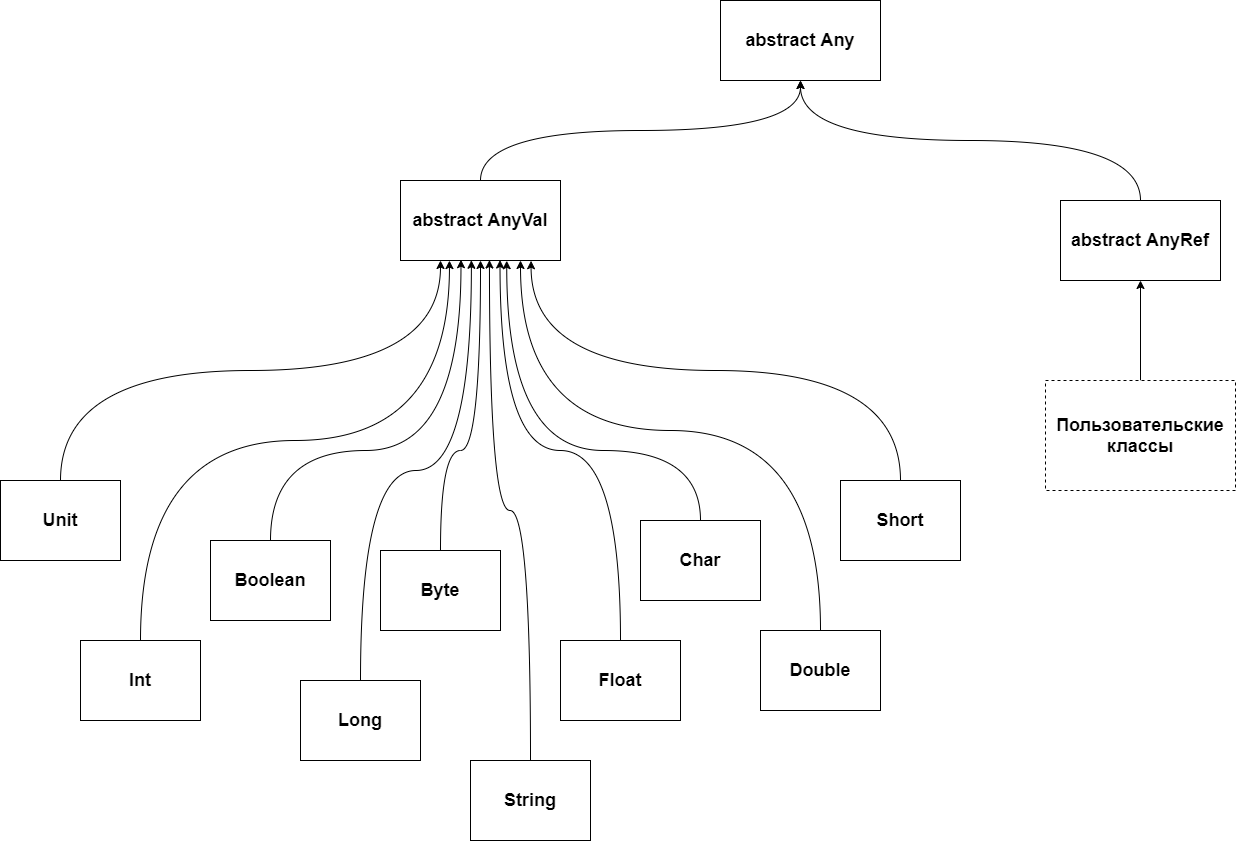 abstract Any
abstract AnyVal
abstract AnyRef
Пользовательские
классы
Unit
Short
Char
Boolean
Byte
Int
Float
Double
Long
String